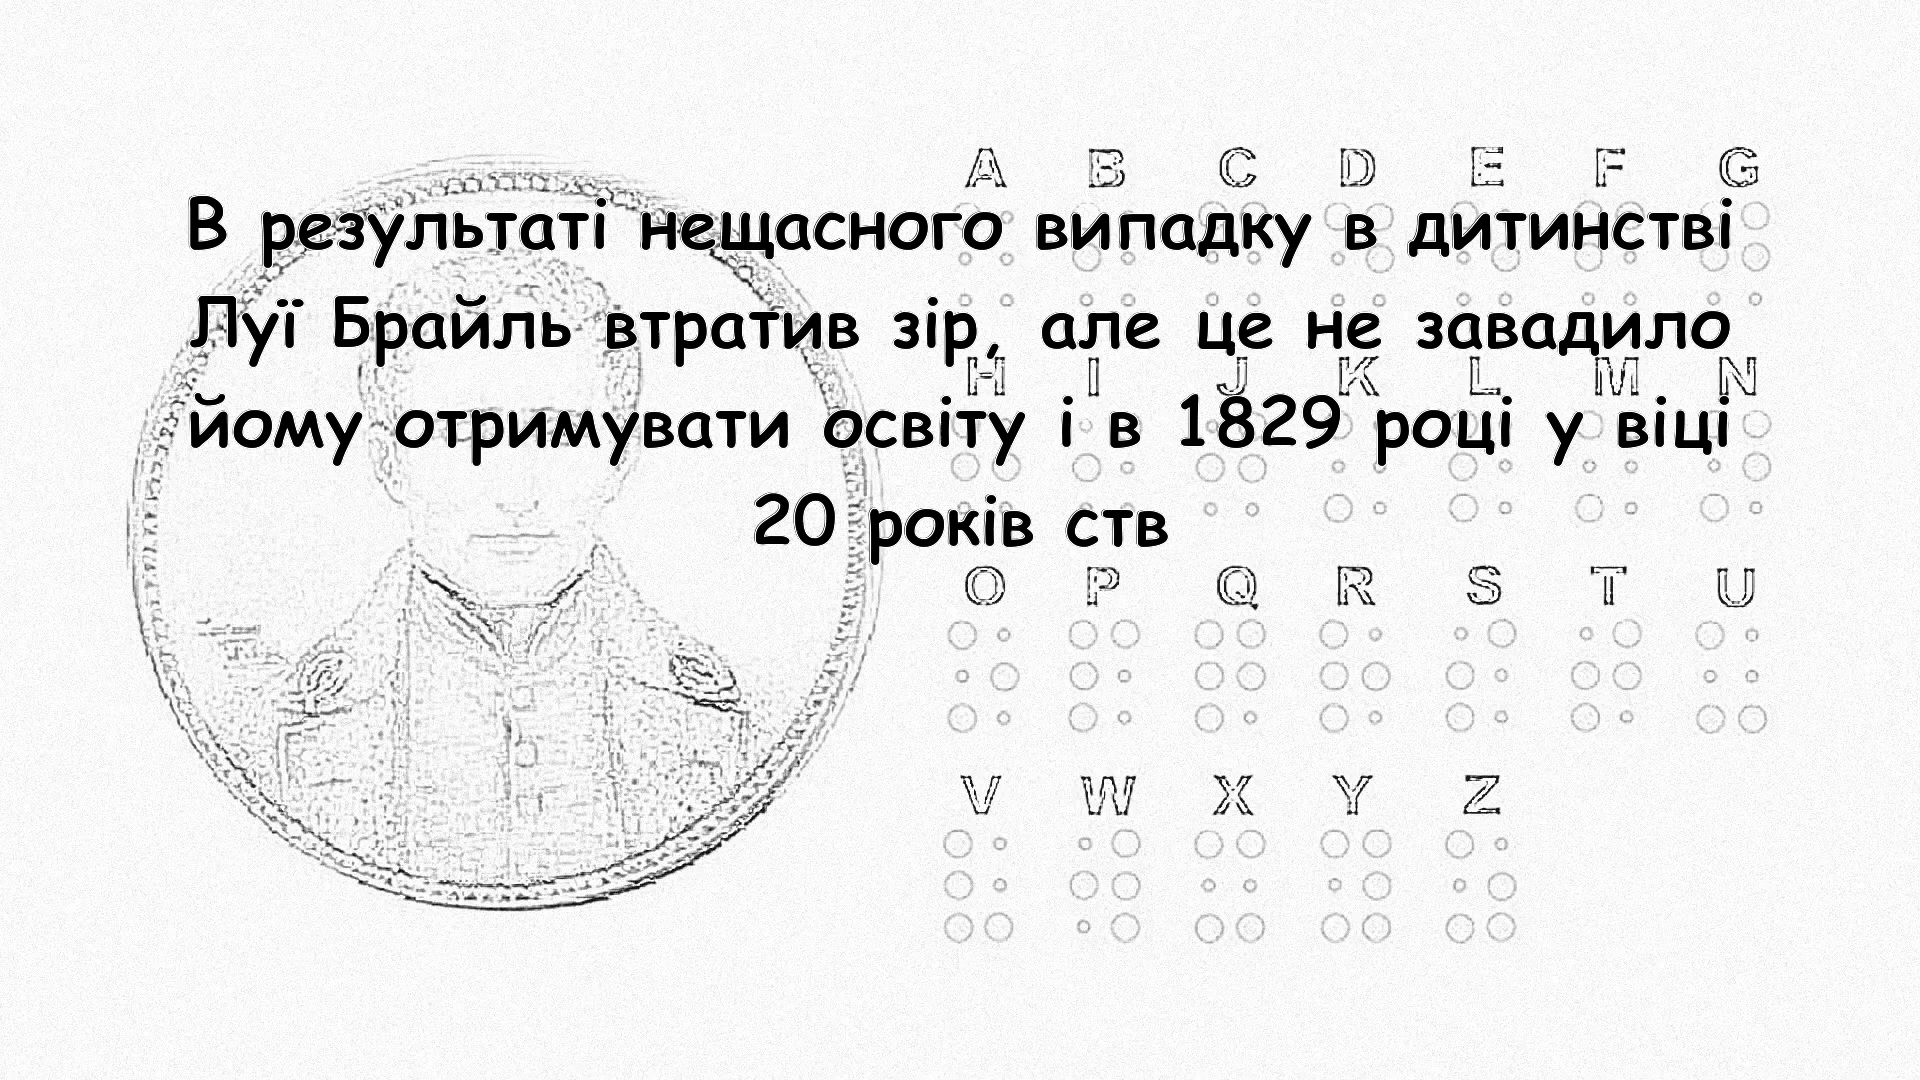 В результаті нещасного випадку в дитинстві
Луї Брайль втратив зір, але це не завадило
йому отримувати освіту і в 1829 році у віці
20 років ств
A B C D E F G
H I J K L M N
O P Q R S T U
V W X Y Z